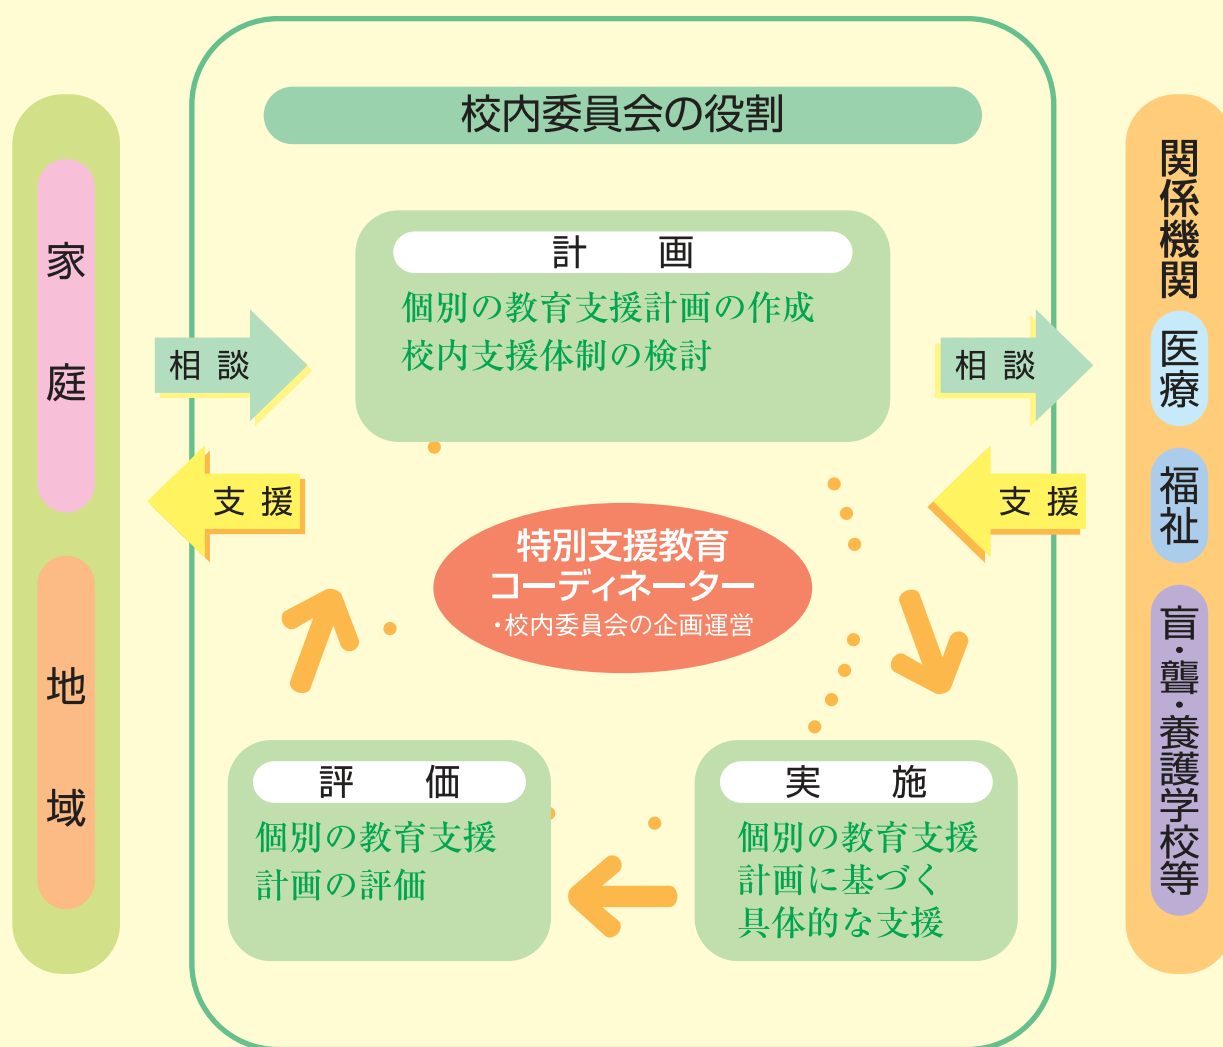 校内委員会の役割
家庭
地域
相談
支援
計画
個別の教育支援計画の作成
校内支援体制の検討
特別支援教育
コーディネーター
・校内委員会の企画運営
評価
個別の教育支援
計画の評価
実施
個別の教育支援
計画に基づく
具体的な支援
相談
支援
関係機関
医療
福祉
盲・聾・養護学校等